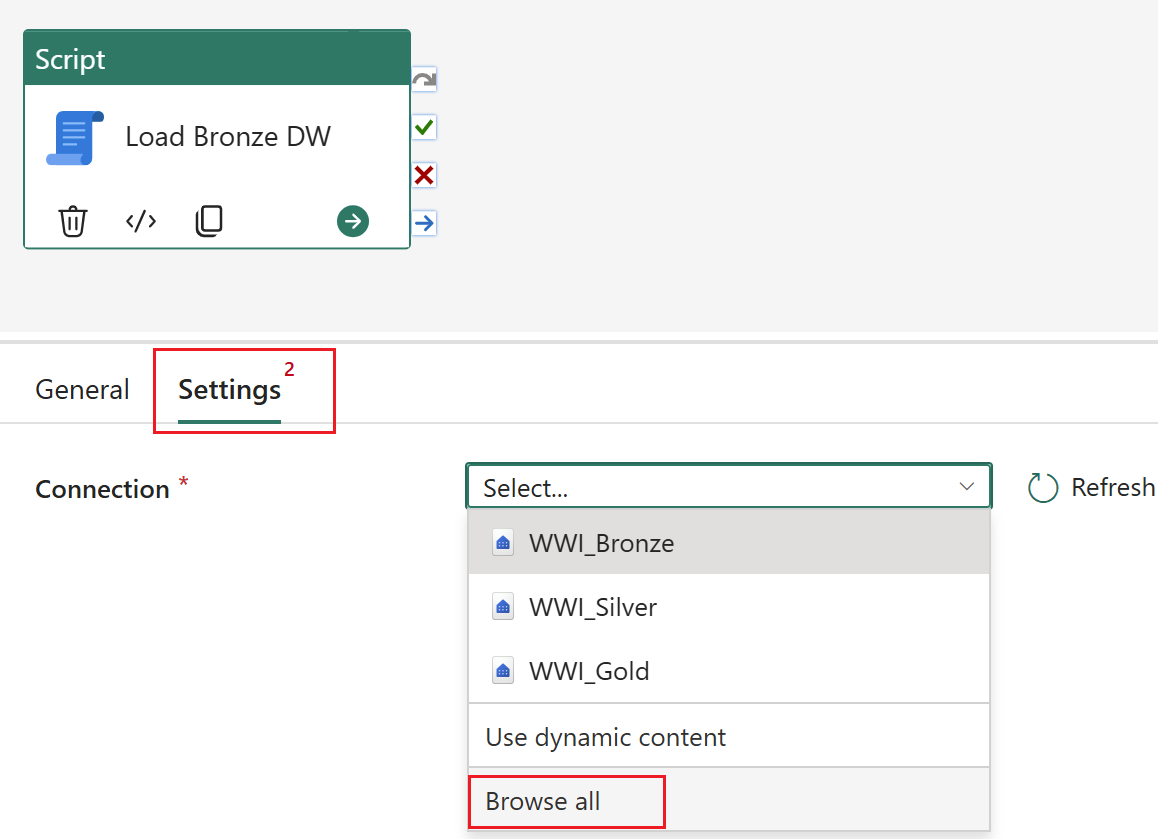 Script
Load Bronze DW
General
Settings 2
Connection *
Select...
Refresh
WWI_Bronze
WWI_Silver
WWI_Gold
Use dynamic content
Browse all